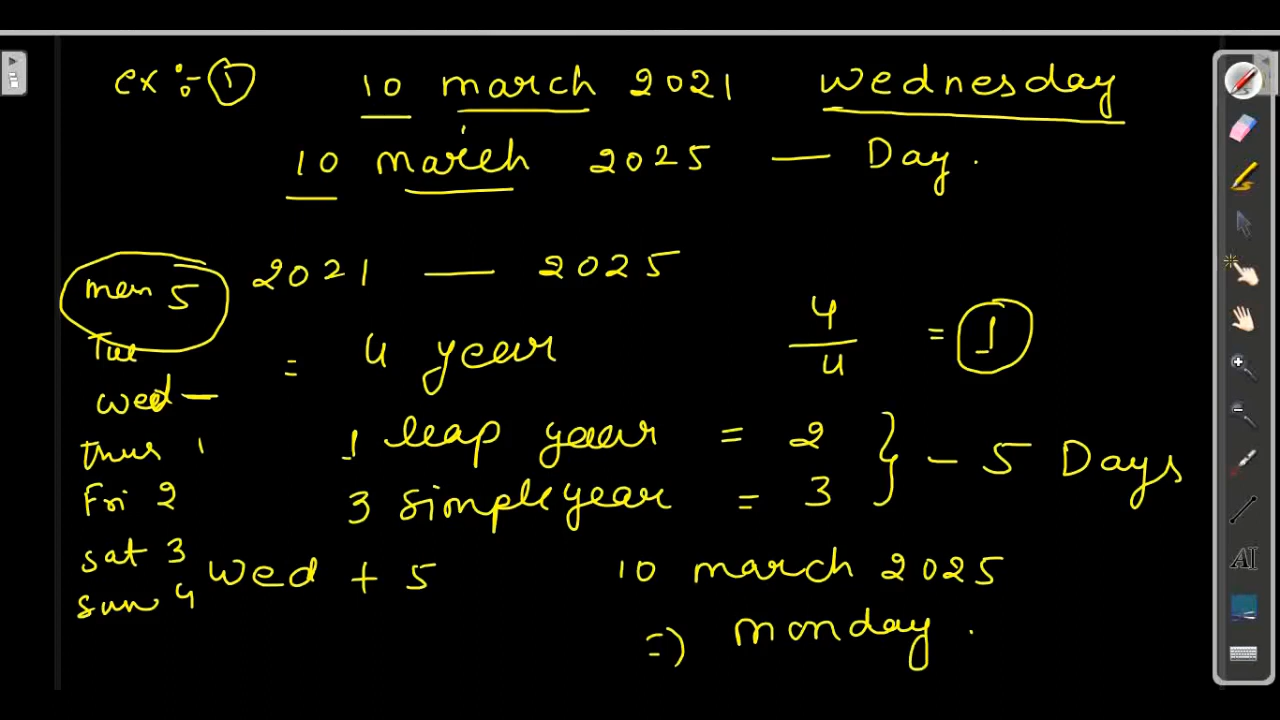 ex :- ① 10 march 2021 wednesday
10 march 2025 — Day.
2021 — 2025
mon 5
Tue
wed —
thus 1
Fri 2
Sat 3
Sun 4
= 4 year
4/4 = 1
1 leap year = 2
3 simple year = 3
} — 5 Days
wed + 5
10 march 2025
=) monday.
AI